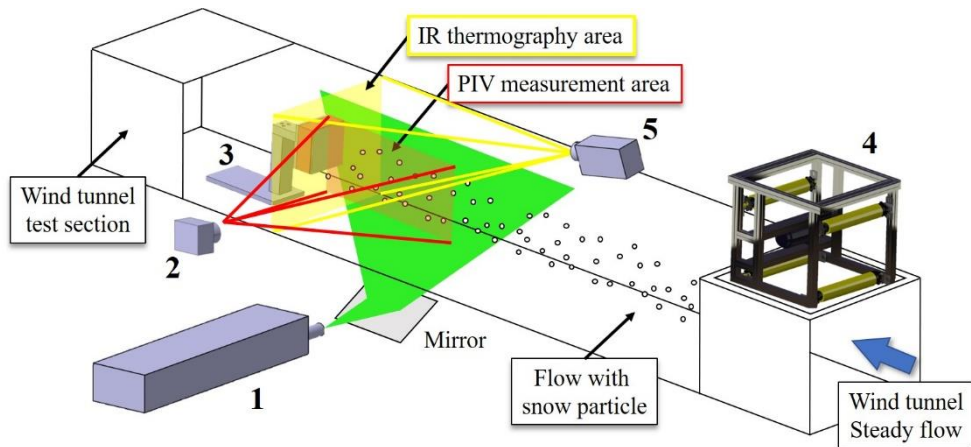 IR thermography area
PIV measurement area
5
4
3
Wind tunnel
test section
2
Mirror
1
Flow with
snow particle
Wind tunnel
Steady flow